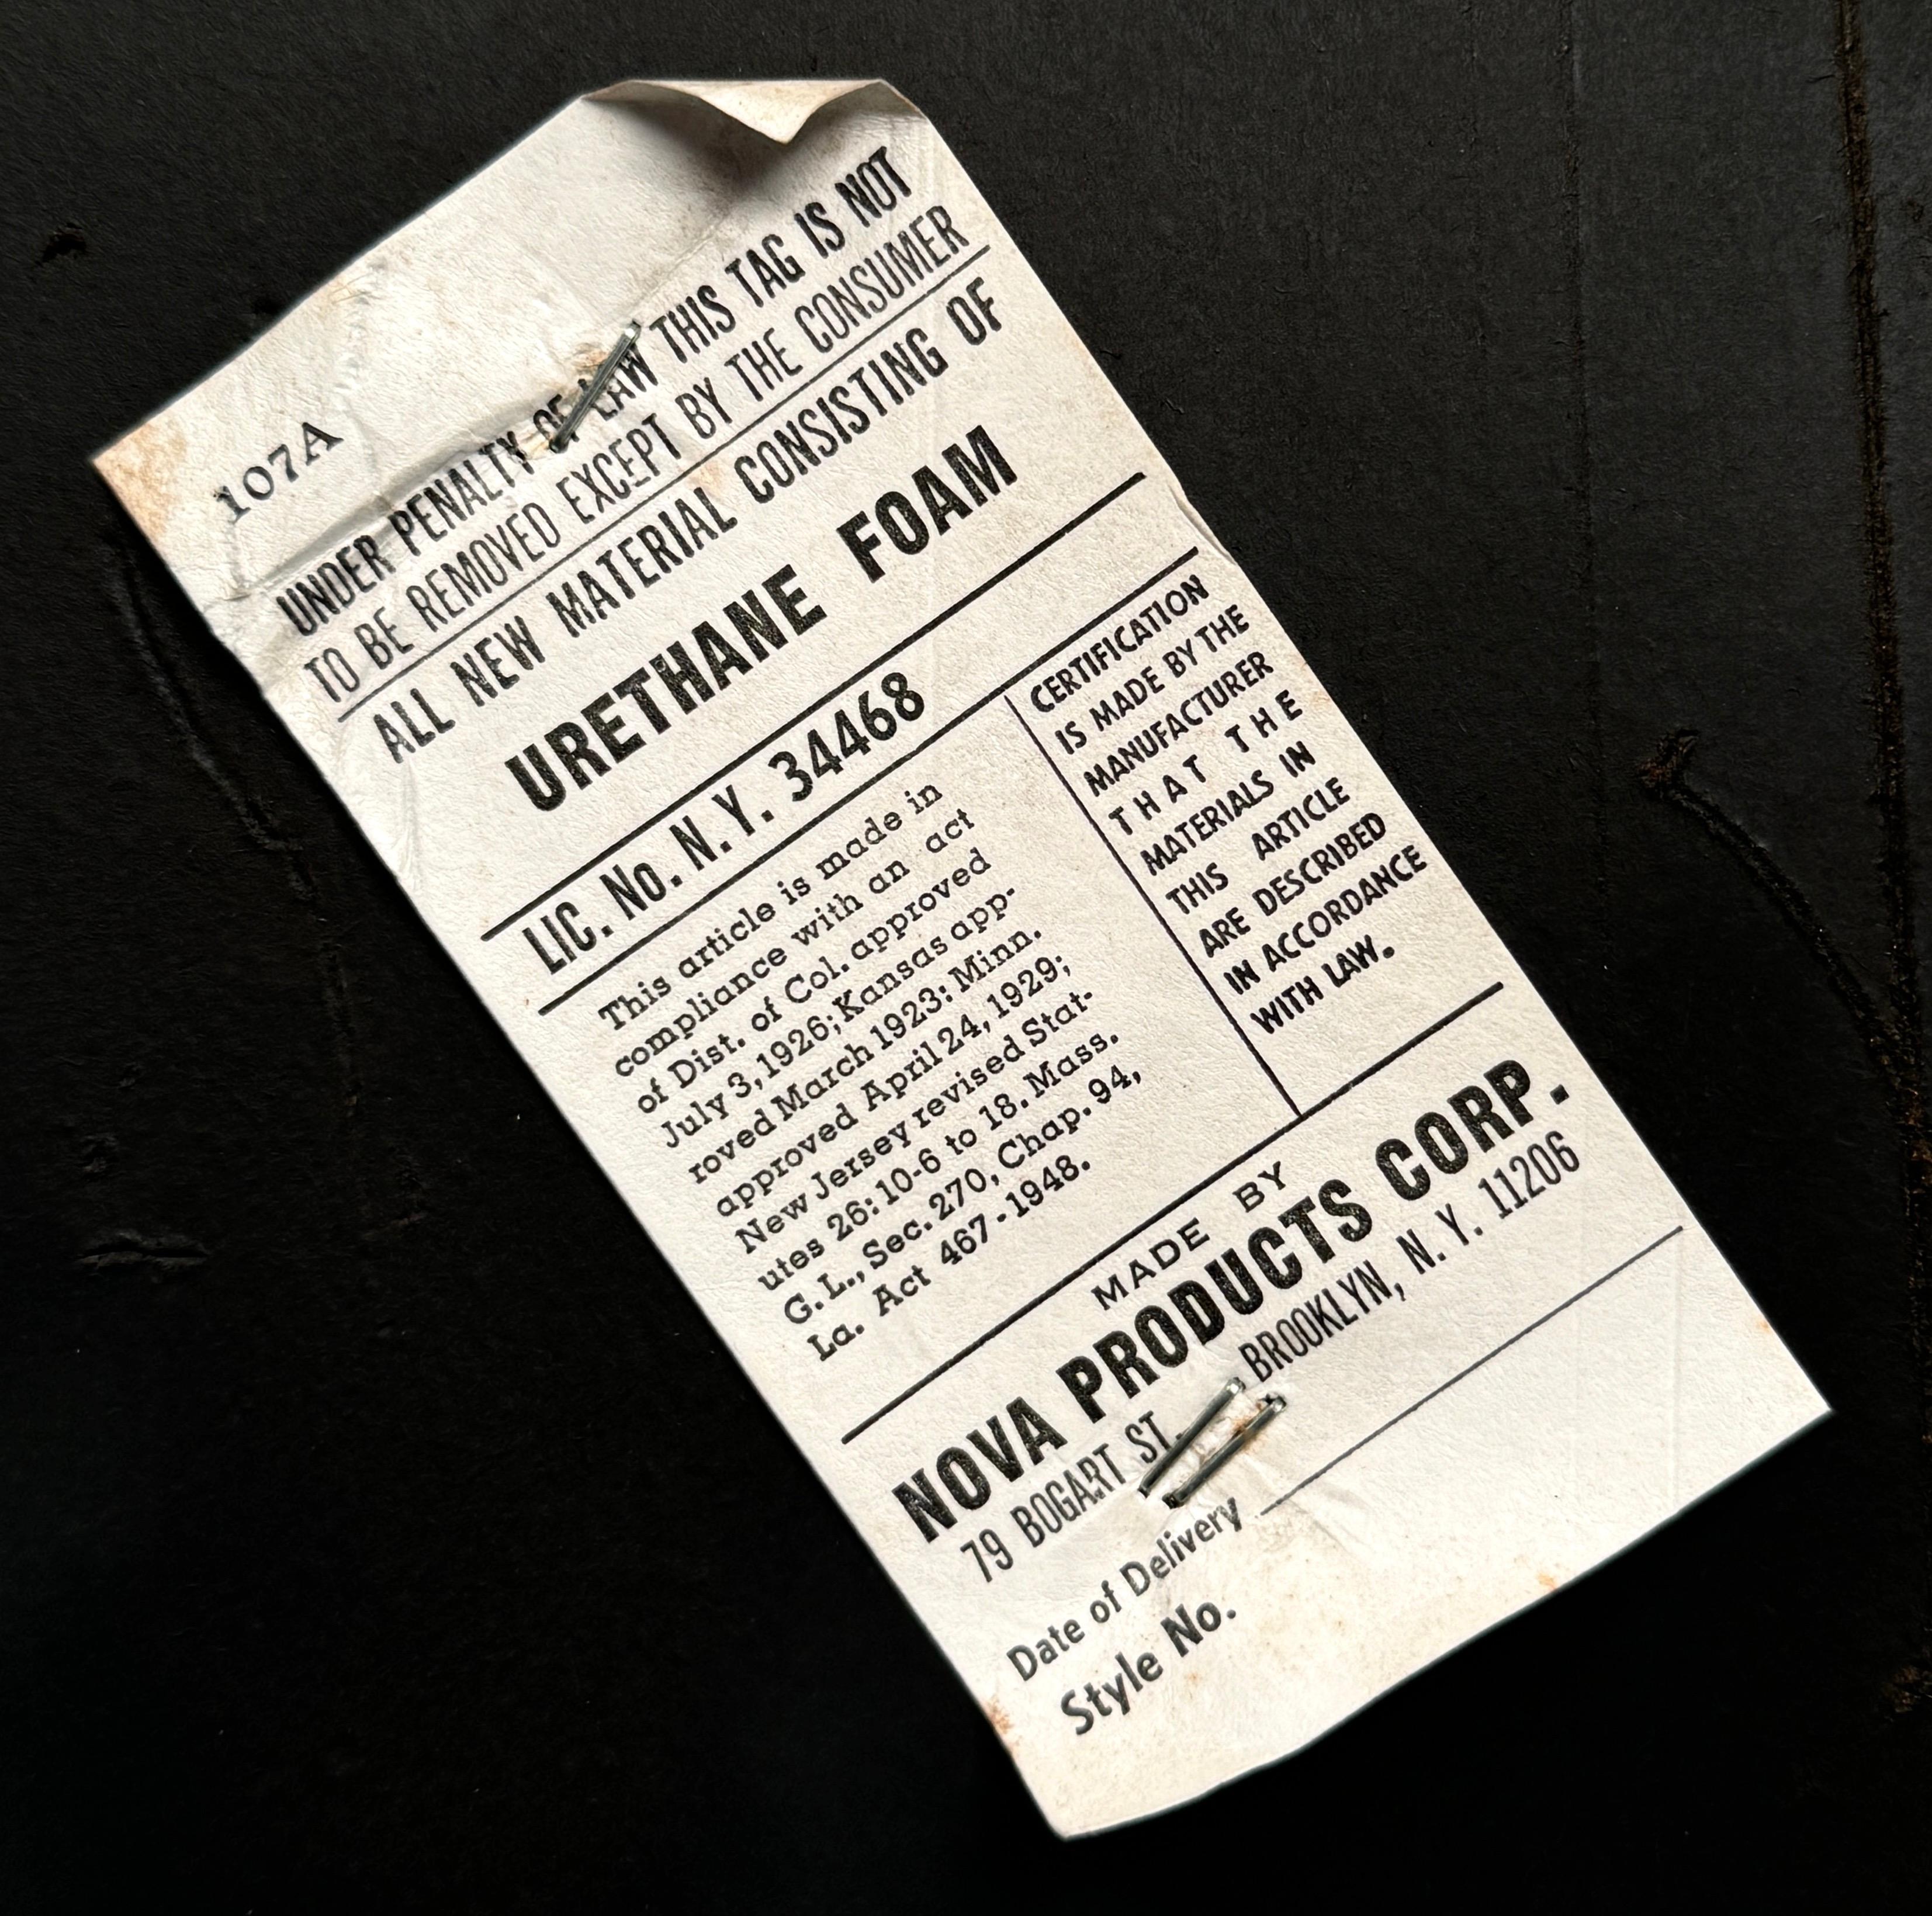 107A
UNDER PENALTY OF LAW THIS TAG IS NOT
TO BE REMOVED EXCEPT BY THE CONSUMER
ALL NEW MATERIAL CONSISTING OF
URETHANE FOAM
LIC. No. N. Y. 34468
This article is made in
compliance with an act
of Dist. of Col. approved
July 3, 1926; Kansas app-
roved March 1923: Minn.
approved April 24, 1929;
New Jersey revised Stat-
utes 26: 10-6 to 18. Mass.
G. L., Sec. 270, Chap. 94,
La. Act 467 - 1948.
CERTIFICATION
IS MADE BY THE
MANUFACTURER
THAT THE
MATERIALS IN
THIS ARTICLE
ARE DESCRIBED
IN ACCORDANCE
WITH LAW.
MADE BY
NOVA PRODUCTS CORP.
79 BOGART ST. BROOKLYN, N. Y. 11206
Date of Delivery
Style No.